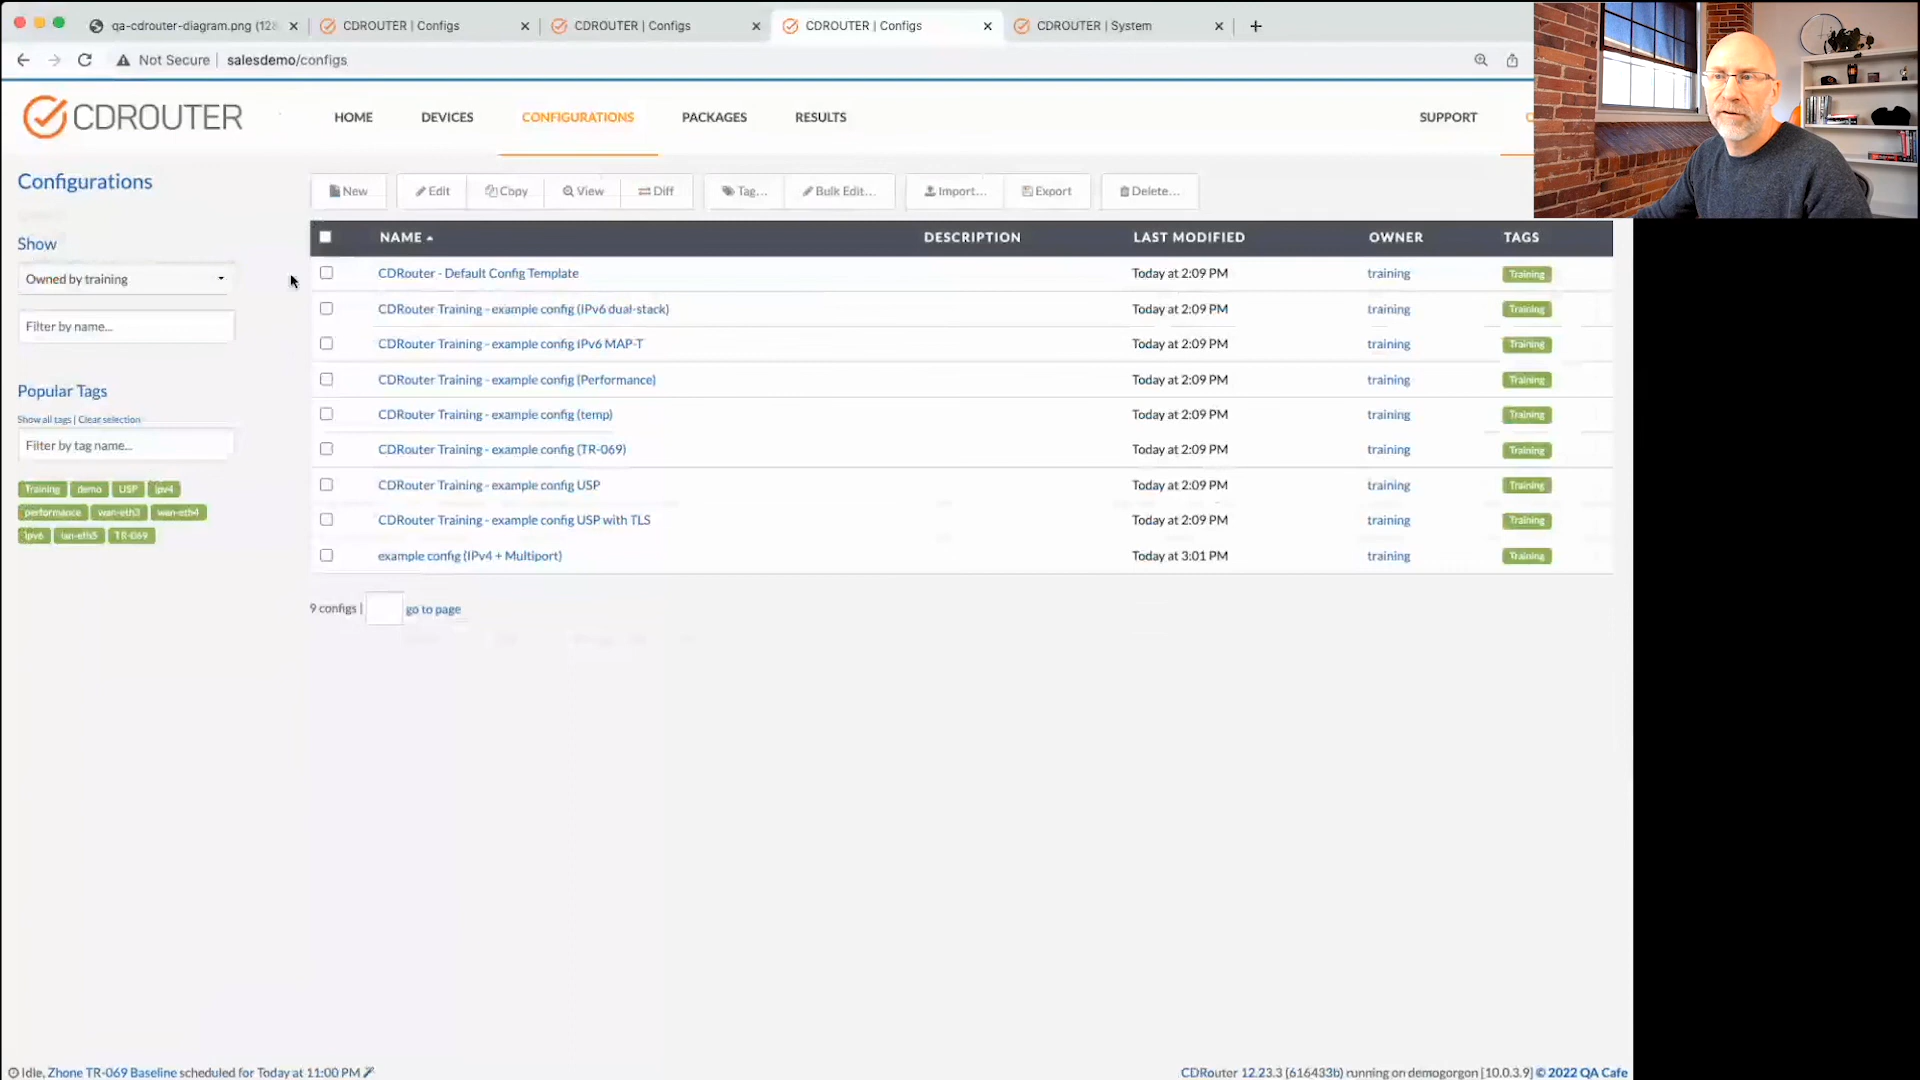 qa-cdrouter-diagram.png (128
CDROUTER | Configs
CDROUTER | Configs
CDROUTER | Configs
CDROUTER | System
Not Secure | salesdemo/configs
CDROUTER
HOME
DEVICES
CONFIGURATIONS
PACKAGES
RESULTS
SUPPORT
Configurations
New
Edit
Copy
View
Diff
Tag...
Bulk Edit...
Import...
Export
Delete...
Show
Owned by training
Filter by name...
Popular Tags
Show all tags | Clear selection
Filter by tag name...
Training demo USP ipv4
performance wan-eth3 wan-eth4
ipv6 lan-eth5 TR-069
NAME DESCRIPTION LAST MODIFIED OWNER TAGS
CDRouter - Default Config Template Today at 2:09 PM training Training
CDRouter Training - example config (IPv6 dual-stack) Today at 2:09 PM training Training
CDRouter Training - example config IPv6 MAP-T Today at 2:09 PM training Training
CDRouter Training - example config (Performance) Today at 2:09 PM training Training
CDRouter Training - example config (temp) Today at 2:09 PM training Training
CDRouter Training - example config (TR-069) Today at 2:09 PM training Training
CDRouter Training - example config USP Today at 2:09 PM training Training
CDRouter Training - example config USP with TLS Today at 2:09 PM training Training
example config (IPv4 + Multiport) Today at 3:01 PM training Training
9 configs | go to page
Idle, Zhone TR-069 Baseline scheduled for Today at 11:00 PM
CDRouter 12.23.3 (616433b) running on demogorgon [10.0.3.9] © 2022 QA Cafe